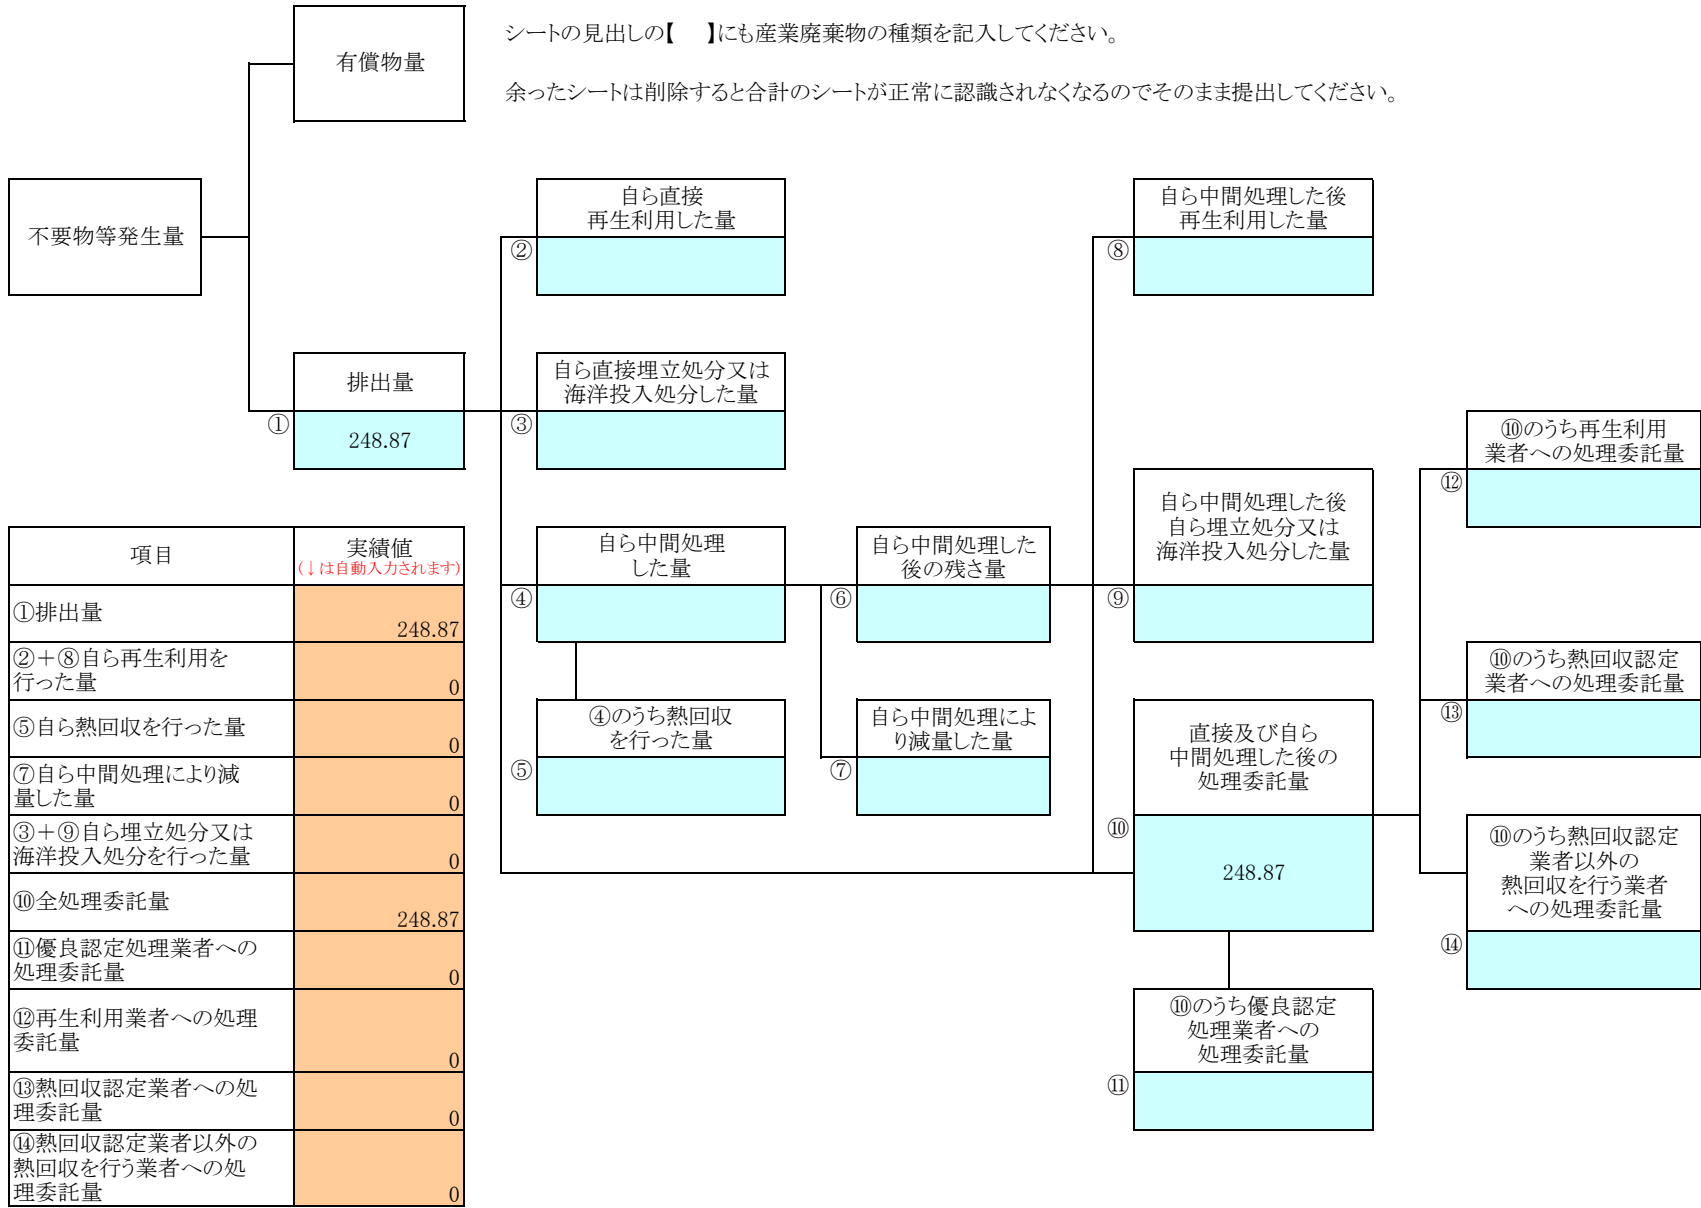 シートの見出しの【　】にも産業廃棄物の種類を記入してください。
余ったシートは削除すると合計のシートが正常に認識されなくなるのでそのまま提出してください。
有償物量
不要物等発生量
排出量
①
248.87
自ら直接
再生利用した量
②
自ら直接埋立処分又は
海洋投入処分した量
③
自ら中間処理
した量
④
④のうち熱回収
を行った量
⑤
自ら中間処理した
後の残さ量
⑥
自ら中間処理によ
り減量した量
⑦
自ら中間処理した後
再生利用した量
⑧
自ら中間処理した後
自ら埋立処分又は
海洋投入処分した量
⑨
直接及び自ら
中間処理した後の
処理委託量
⑩
248.87
⑩のうち優良認定
処理業者への
処理委託量
⑪
⑩のうち再生利用
業者への処理委託量
⑫
⑩のうち熱回収認定
業者への処理委託量
⑬
⑩のうち熱回収認定
業者以外の
熱回収を行う業者
への処理委託量
⑭
項目
実績値
(↓は自動入力されます)
①排出量
248.87
②＋⑧自ら再生利用を
行った量
0
⑤自ら熱回収を行った量
0
⑦自ら中間処理により減
量した量
0
③＋⑨自ら埋立処分又は
海洋投入処分を行った量
0
⑩全処理委託量
248.87
⑪優良認定処理業者への
処理委託量
0
⑫再生利用業者への処理
委託量
0
⑬熱回収認定業者への処
理委託量
0
⑭熱回収認定業者以外の
熱回収を行う業者への処
理委託量
0